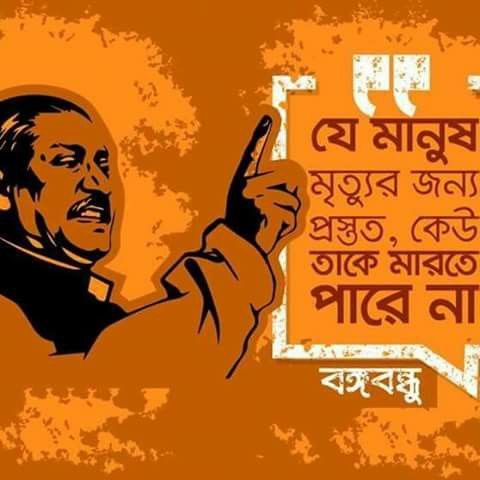 যে মানুষ
মৃত্যুর জন্য
প্রস্তুত, কেউ
তাকে মারতে
পারে না
বঙ্গবন্ধু